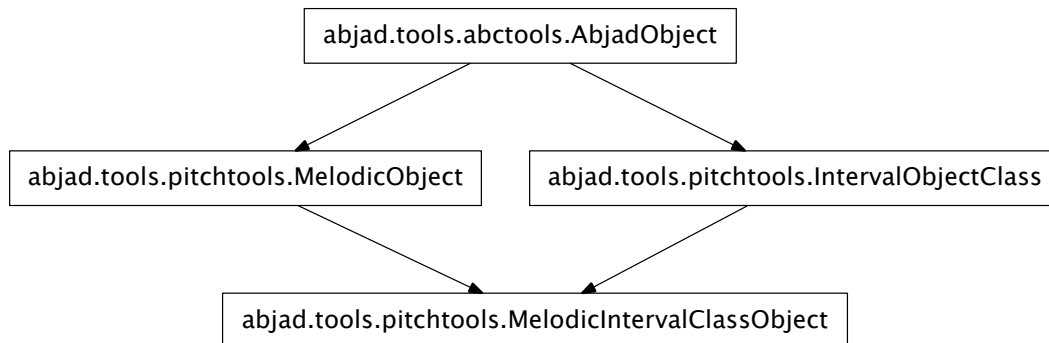 abjad.tools.abctools.AbjadObject
abjad.tools.pitchtools.MelodicObject
abjad.tools.pitchtools.IntervalObjectClass
abjad.tools.pitchtools.MelodicIntervalClassObject